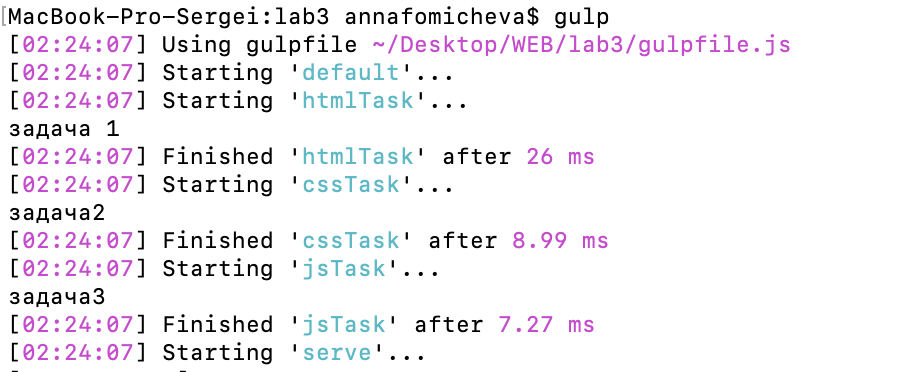 [MacBook-Pro-Sergei:lab3 annafomicheva$ gulp
[02:24:07] Using gulpfile ~/Desktop/WEB/lab3/gulpfile.js
[02:24:07] Starting 'default'...
[02:24:07] Starting 'htmlTask'...
задача 1
[02:24:07] Finished 'htmlTask' after 26 ms
[02:24:07] Starting 'cssTask'...
задача2
[02:24:07] Finished 'cssTask' after 8.99 ms
[02:24:07] Starting 'jsTask'...
задача3
[02:24:07] Finished 'jsTask' after 7.27 ms
[02:24:07] Starting 'serve'...